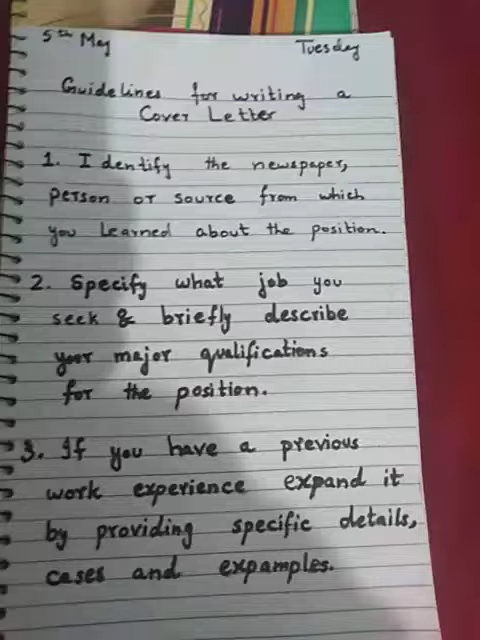 5th May Tuesday
Guidelines for writing a
Cover Letter
1. Identify the newspaper,
person or source from which
you learned about the position.
2. Specify what job you
seek & briefly describe
your major qualifications
for the position.
3. If you have a previous
work experience expand it
by providing specific details,
cases and expamples.